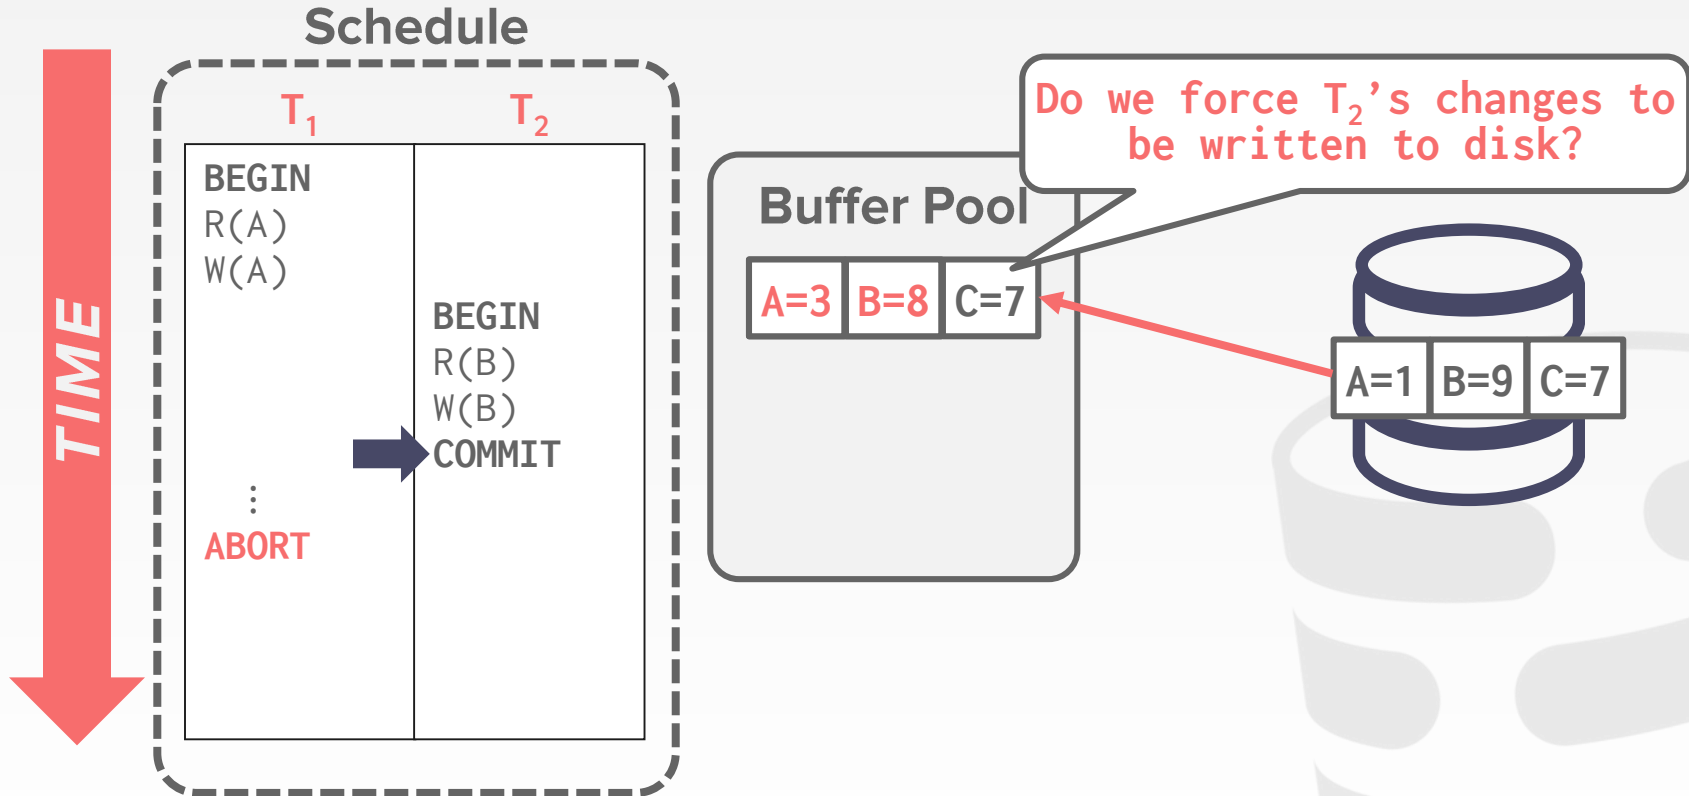 Schedule
TIME
T₁ T₂
BEGIN
R(A)
W(A)
BEGIN
R(B)
W(B)
COMMIT
⋮
ABORT
Buffer Pool
A=3 B=8 C=7
Do we force T₂’s changes to
be written to disk?
A=1 B=9 C=7